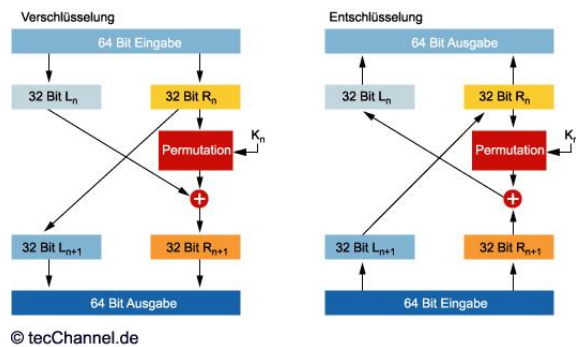 Verschlüsselung
64 Bit Eingabe
32 Bit Lₙ
32 Bit Rₙ
Kₙ
Permutation
+
32 Bit Lₙ₊₁
32 Bit Rₙ₊₁
64 Bit Ausgabe
Entschlüsselung
64 Bit Ausgabe
32 Bit Lₙ
32 Bit Rₙ
Kₙ
Permutation
+
32 Bit Lₙ₊₁
32 Bit Rₙ₊₁
64 Bit Eingabe
© tecChannel.de